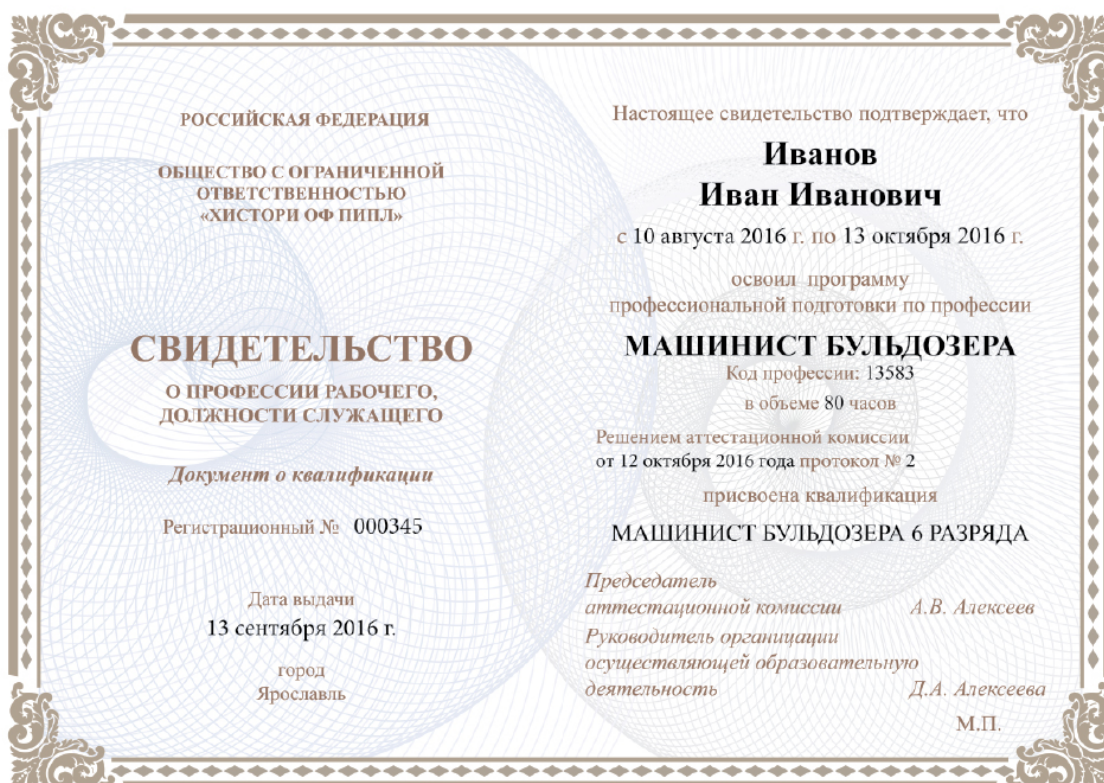 РОССИЙСКАЯ ФЕДЕРАЦИЯ
ОБЩЕСТВО С ОГРАНИЧЕННОЙ
ОТВЕТСТВЕННОСТЬЮ
«ХИСТОРИ ОФ ПИПЛ»
СВИДЕТЕЛЬСТВО
О ПРОФЕССИИ РАБОЧЕГО,
ДОЛЖНОСТИ СЛУЖАЩЕГО
Документ о квалификации
Регистрационный № 000345
Дата выдачи
13 сентября 2016 г.
город
Ярославль
Настоящее свидетельство подтверждает, что
Иванов
Иван Иванович
с 10 августа 2016 г. по 13 октября 2016 г.
освоил программу
профессиональной подготовки по профессии
МАШИНИСТ БУЛЬДОЗЕРА
Код профессии: 13583
в объеме 80 часов
Решением аттестационной комиссии
от 12 октября 2016 года протокол № 2
присвоена квалификация
МАШИНИСТ БУЛЬДОЗЕРА 6 РАЗРЯДА
Председатель
аттестационной комиссии А.В. Алексеев
Руководитель органицации
осуществляющей образовательную
деятельность Д.А. Алексеева
М.П.